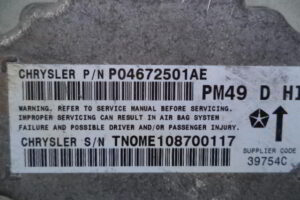 CHRYSLER P/N P04672501AE
PM49 D HI
WARNING. REFER TO SERVICE MANUAL BEFORE SERVICING.
IMPROPER SERVICING CAN RESULT IN AIR BAG SYSTEM
FAILURE AND POSSIBLE DRIVER AND/OR PASSENGER INJURY.
CHRYSLER S/N TNOME108700117
SUPPLIER CODE
39754C